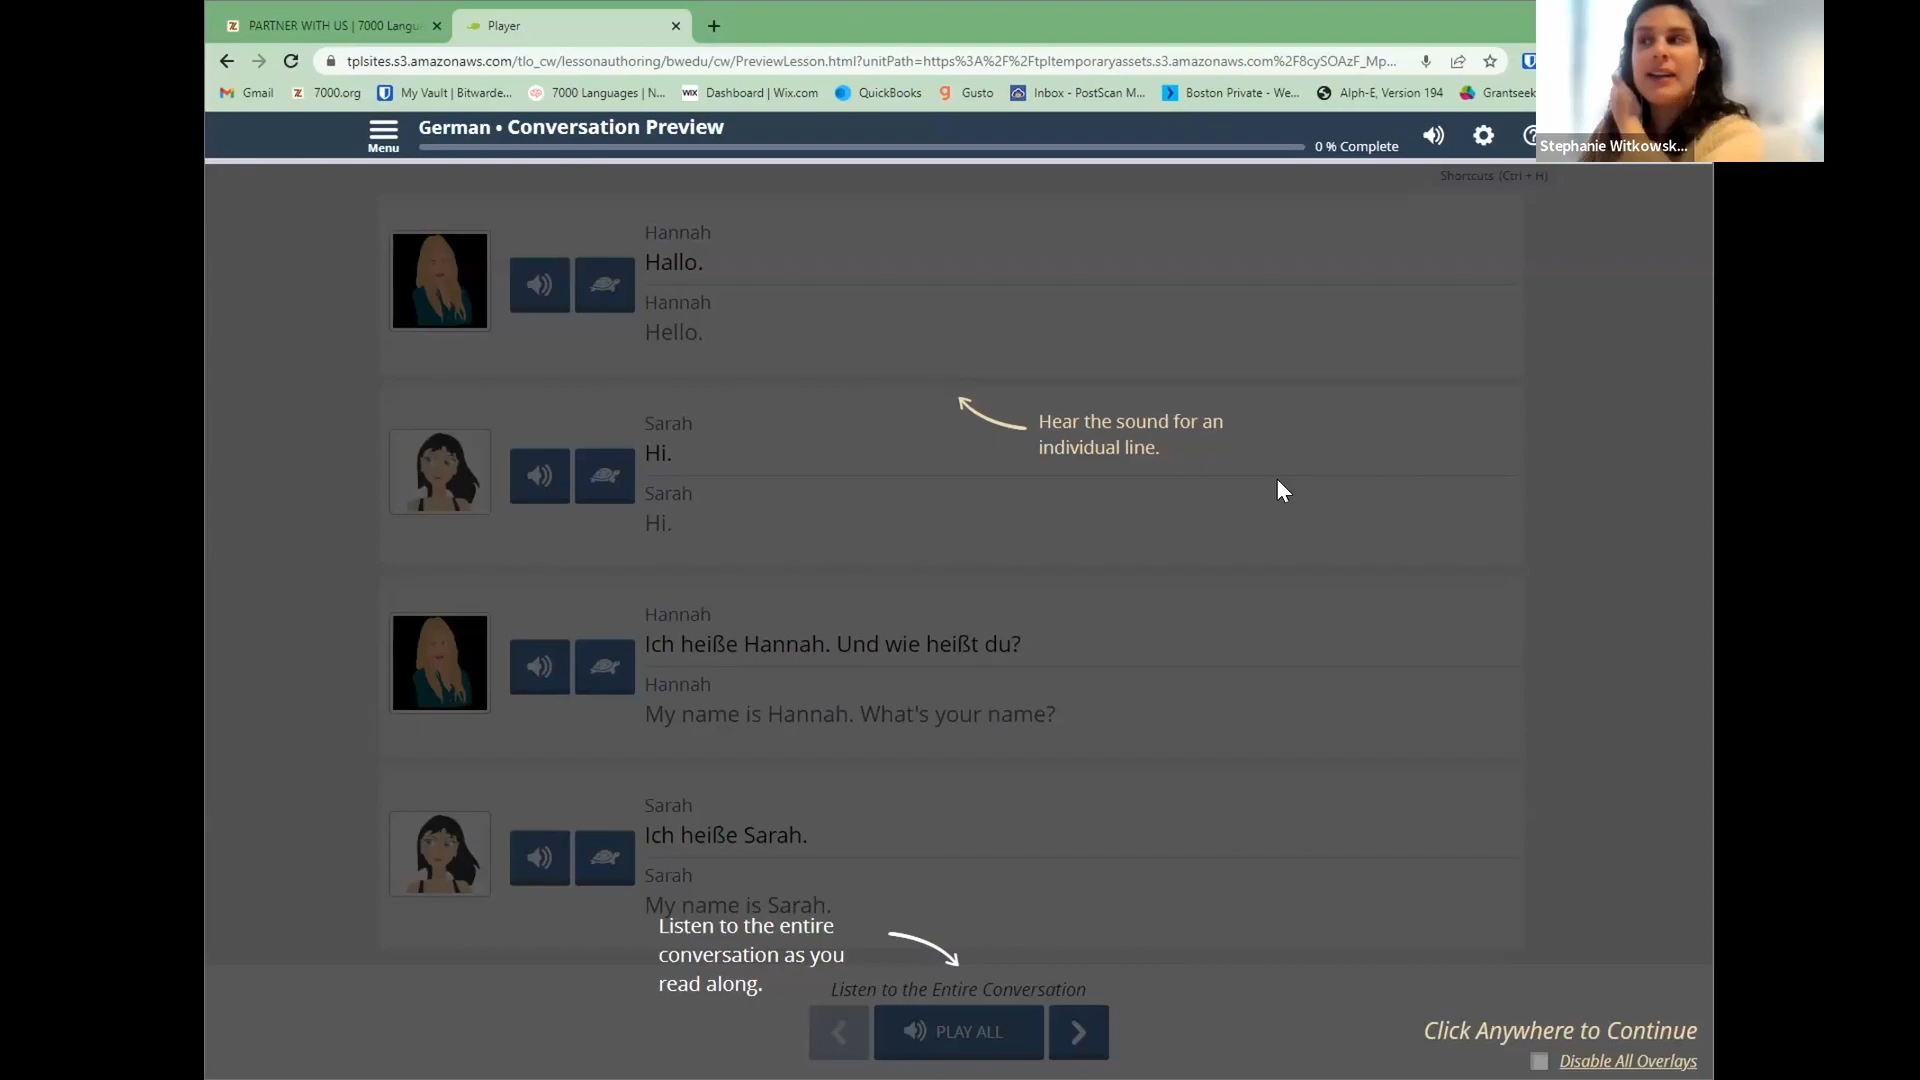 PARTNER WITH US | 7000 Langu
Player
tplsites.s3.amazonaws.com/tlo_cw/lessonauthoring/bwedu/cw/PreviewLesson.html?unitPath=https%3A%2F%2Ftpltemporaryassets.s3.amazonaws.com%2F8cySOAzF_Mp...
Gmail
7000.org
My Vault | Bitwarde...
7000 Languages | N...
WIX
Dashboard | Wix.com
QuickBooks
Gusto
Inbox - PostScan M...
Boston Private - We...
Alph-E, Version 194
Grantseek
Stephanie Witkowsk...
Menu
German • Conversation Preview
0 % Complete
Shortcuts (Ctrl + H)
Hannah
Hallo.
Hannah
Hello.
Sarah
Hi.
Sarah
Hi.
Hear the sound for an
individual line.
Hannah
Ich heiße Hannah. Und wie heißt du?
Hannah
My name is Hannah. What's your name?
Sarah
Ich heiße Sarah.
Sarah
My name is Sarah.
Listen to the entire
conversation as you
read along.
Listen to the Entire Conversation
PLAY ALL
Click Anywhere to Continue
Disable All Overlays